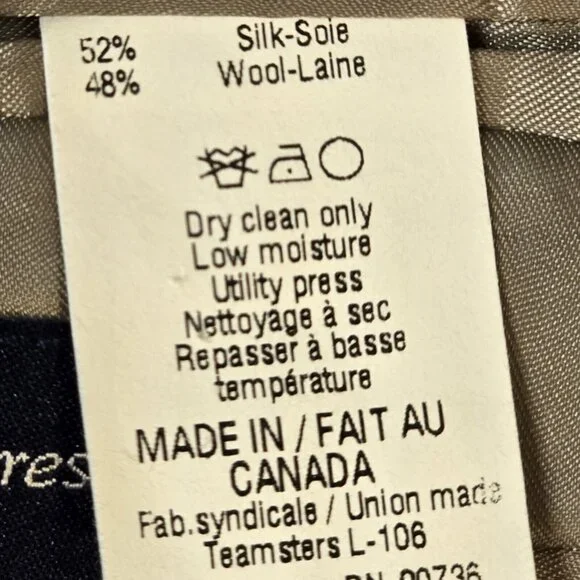 52% Silk-Soie
48% Wool-Laine
Dry clean only
Low moisture
Utility press
Nettoyage à sec
Repasser à basse
température
MADE IN / FAIT AU
CANADA
Fab.syndicale / Union made
Teamsters L-106
res